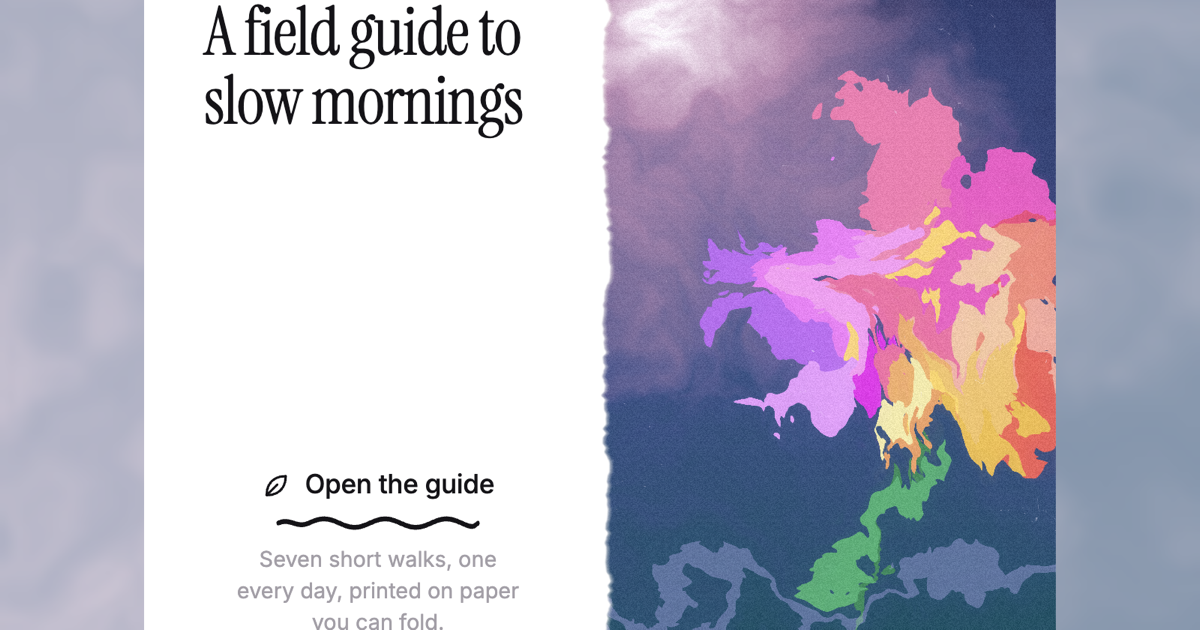 A field guide to
slow mornings
Open the guide
Seven short walks, one
every day, printed on paper
you can fold.